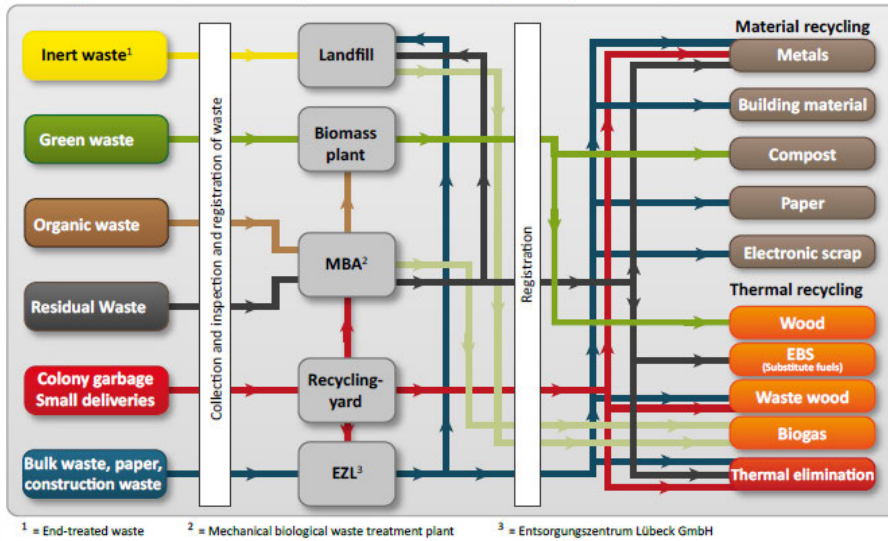 Inert waste¹
Green waste
Organic waste
Residual Waste
Colony garbage
Small deliveries
Bulk waste, paper,
construction waste
Collection and inspection and registration of waste
Landfill
Biomass
plant
MBA²
Recycling-
yard
EZL³
Registration
Material recycling
Metals
Building material
Compost
Paper
Electronic scrap
Thermal recycling
Wood
EBS
(Substitute fuels)
Waste wood
Biogas
Thermal elimination
¹ = End-treated waste
² = Mechanical biological waste treatment plant
³ = Entsorgungszentrum Lübeck GmbH